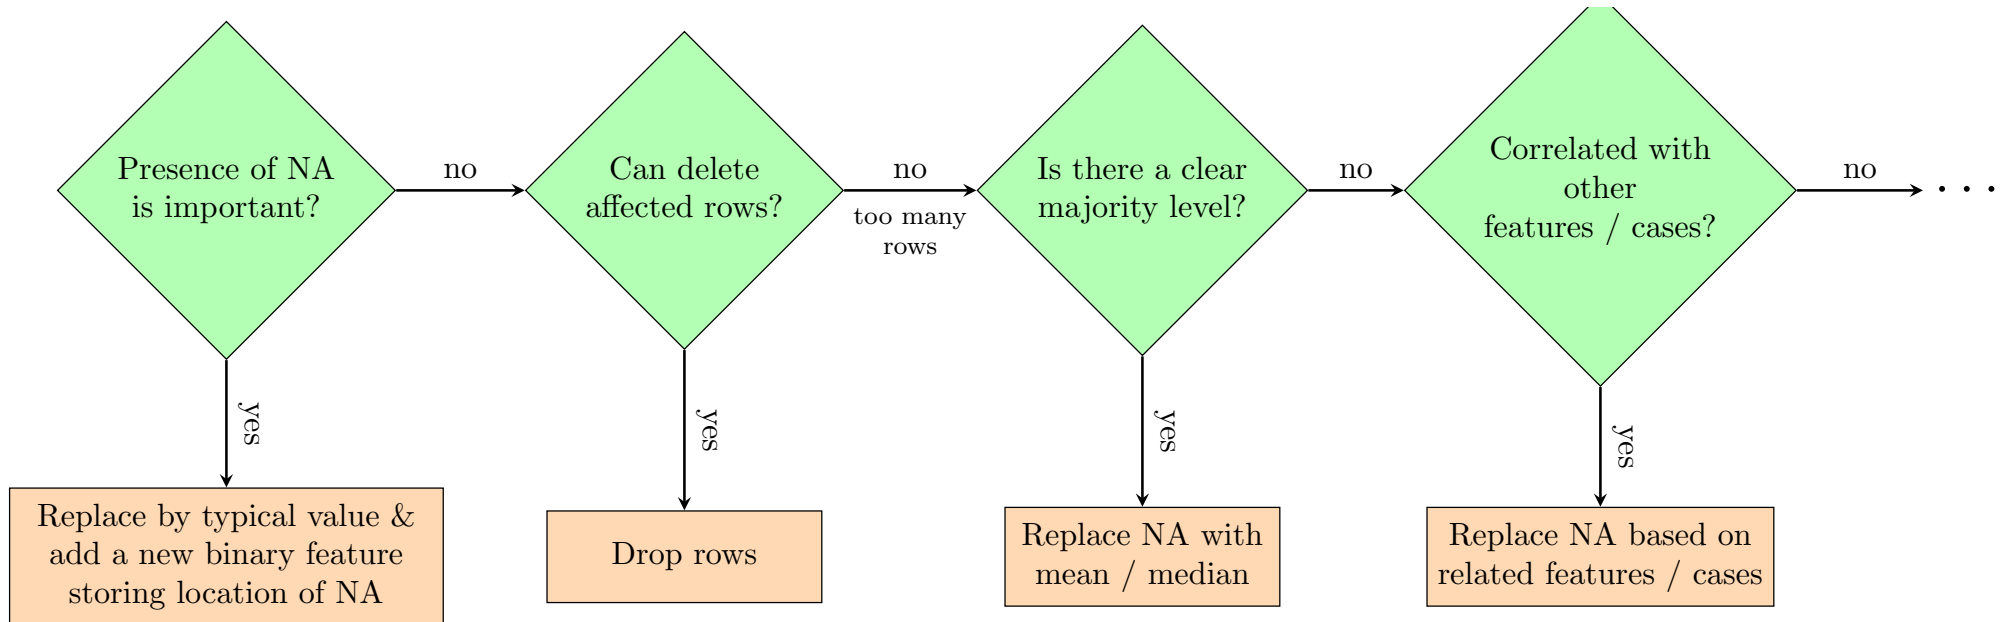 Presence of NA
is important?
no
Can delete
affected rows?
no
too many
rows
Is there a clear
majority level?
no
Correlated with
other
features / cases?
no
. . .
yes
yes
yes
yes
Replace by typical value &
add a new binary feature
storing location of NA
Drop rows
Replace NA with
mean / median
Replace NA based on
related features / cases